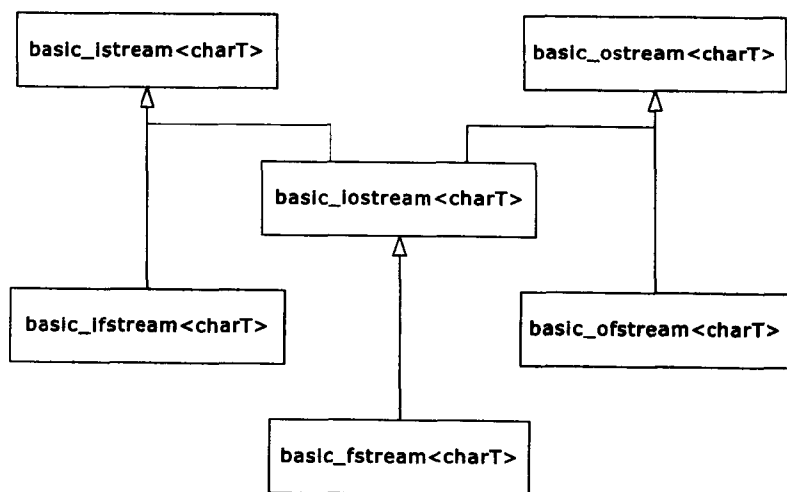 basic_istream<charT>
basic_ostream<charT>
basic_iostream<charT>
basic_ifstream<charT>
basic_ofstream<charT>
basic_fstream<charT>